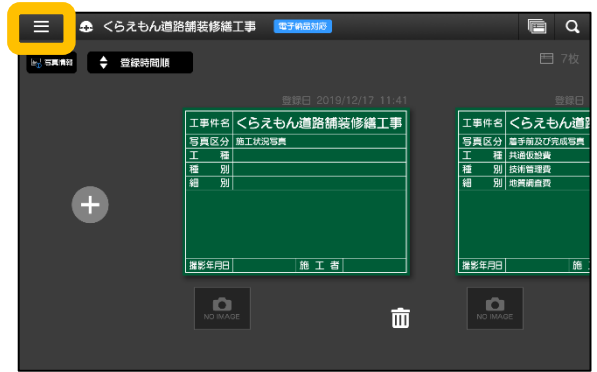 くらえもん道路舗装修繕工事 電子納品対応
写真情報 登録時間順 7枚
登録日 2019/12/17 11:41
工事件名 くらえもん道路舗装修繕工事
写真区分 施工状況写真
工 種
種 別
細 別
撮影年月日 施 工 者
NO IMAGE
登録日
工事件名 くらえもん道路
写真区分 着手前及び完成写真
工 種 共通仮設費
種 別 技術管理費
細 別 地質調査費
撮影年月日 施
NO IMAGE